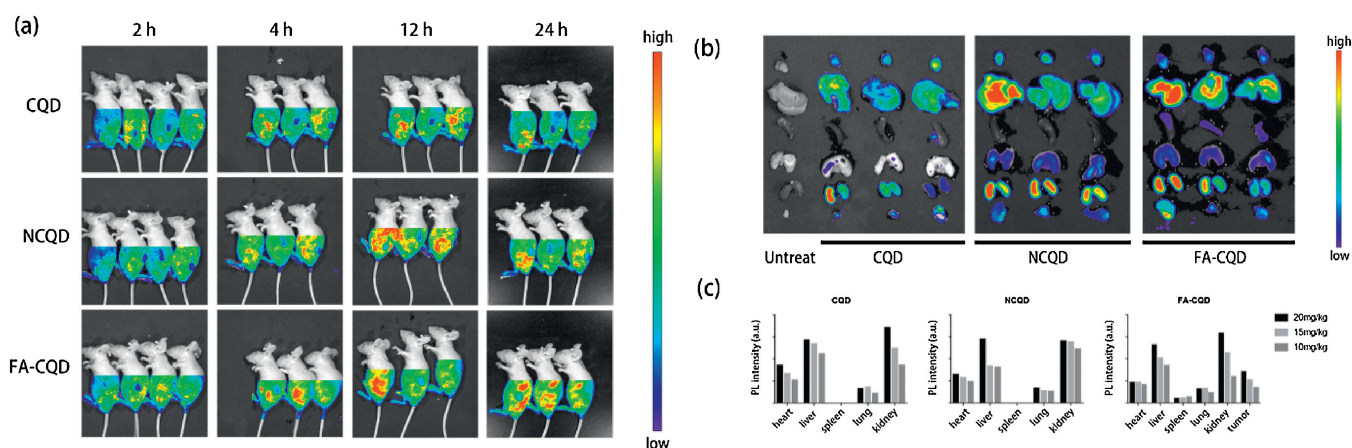 (a)
2 h 4 h 12 h 24 h
high
CQD
NCQD
FA-CQD
low
(b)
high
low
Untreat CQD NCQD FA-CQD
(c)
CQD NCQD FA-CQD
20mg/kg
15mg/kg
10mg/kg
PL intensity (a.u.) PL intensity (a.u.) PL intensity (a.u.)
heart liver spleen lung kidney heart liver spleen lung kidney heart liver spleen lung kidney tumor